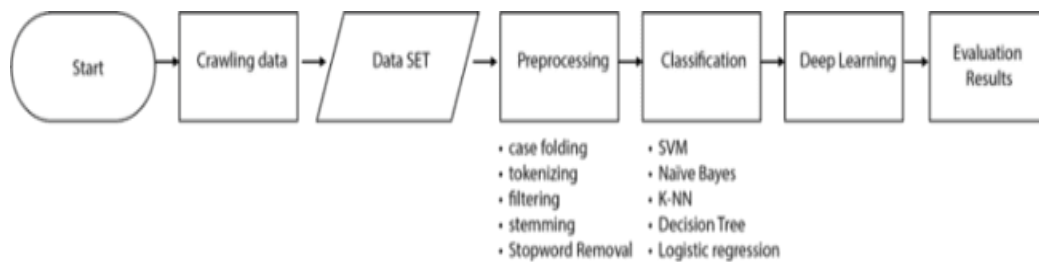 Start
Crawling data
Data SET
Preprocessing
Classification
Deep Learning
Evaluation
Results
• case folding
• tokenizing
• filtering
• stemming
• Stopword Removal
• SVM
• Naïve Bayes
• K-NN
• Decision Tree
• Logistic regression